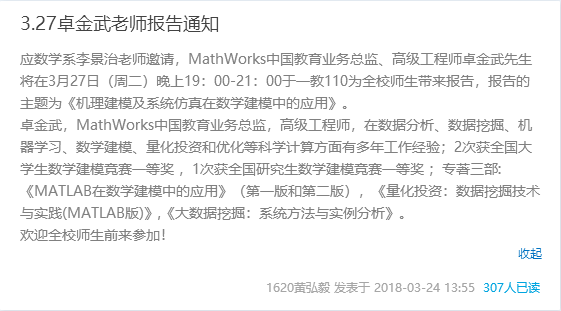 3.27卓金武老师报告通知
应数学系李景治老师邀请，MathWorks中国教育业务总监、高级工程师卓金武先生
将在3月27日（周二）晚上19：00-21：00于一教110为全校师生带来报告，报告的
主题为《机理建模及系统仿真在数学建模中的应用》。
卓金武，MathWorks中国教育业务总监，高级工程师，在数据分析、数据挖掘、机
器学习、数学建模、量化投资和优化等科学计算方面有多年工作经验；2次获全国大
学生数学建模竞赛一等奖 ，1次获全国研究生数学建模竞赛一等奖 ；专著三部:
《MATLAB在数学建模中的应用》（第一版和第二版），《量化投资：数据挖掘技术
与实践(MATLAB版)》,《大数据挖掘：系统方法与实例分析》。
欢迎全校师生前来参加!
收起
1620黄弘毅 发表于 2018-03-24 13:55 307人已读